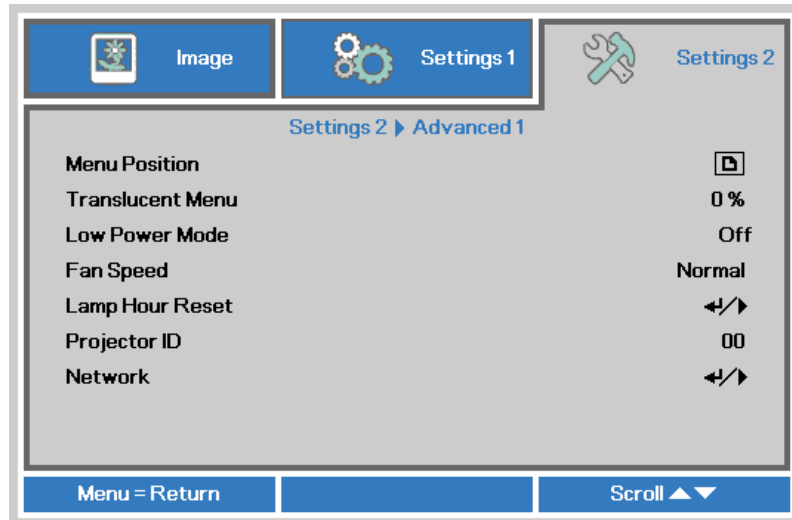 Image Settings 1 Settings 2
Settings 2 ▶ Advanced 1
Menu Position
Translucent Menu 0 %
Low Power Mode Off
Fan Speed Normal
Lamp Hour Reset ↵/▶
Projector ID 00
Network ↵/▶
Menu = Return Scroll ▲▼